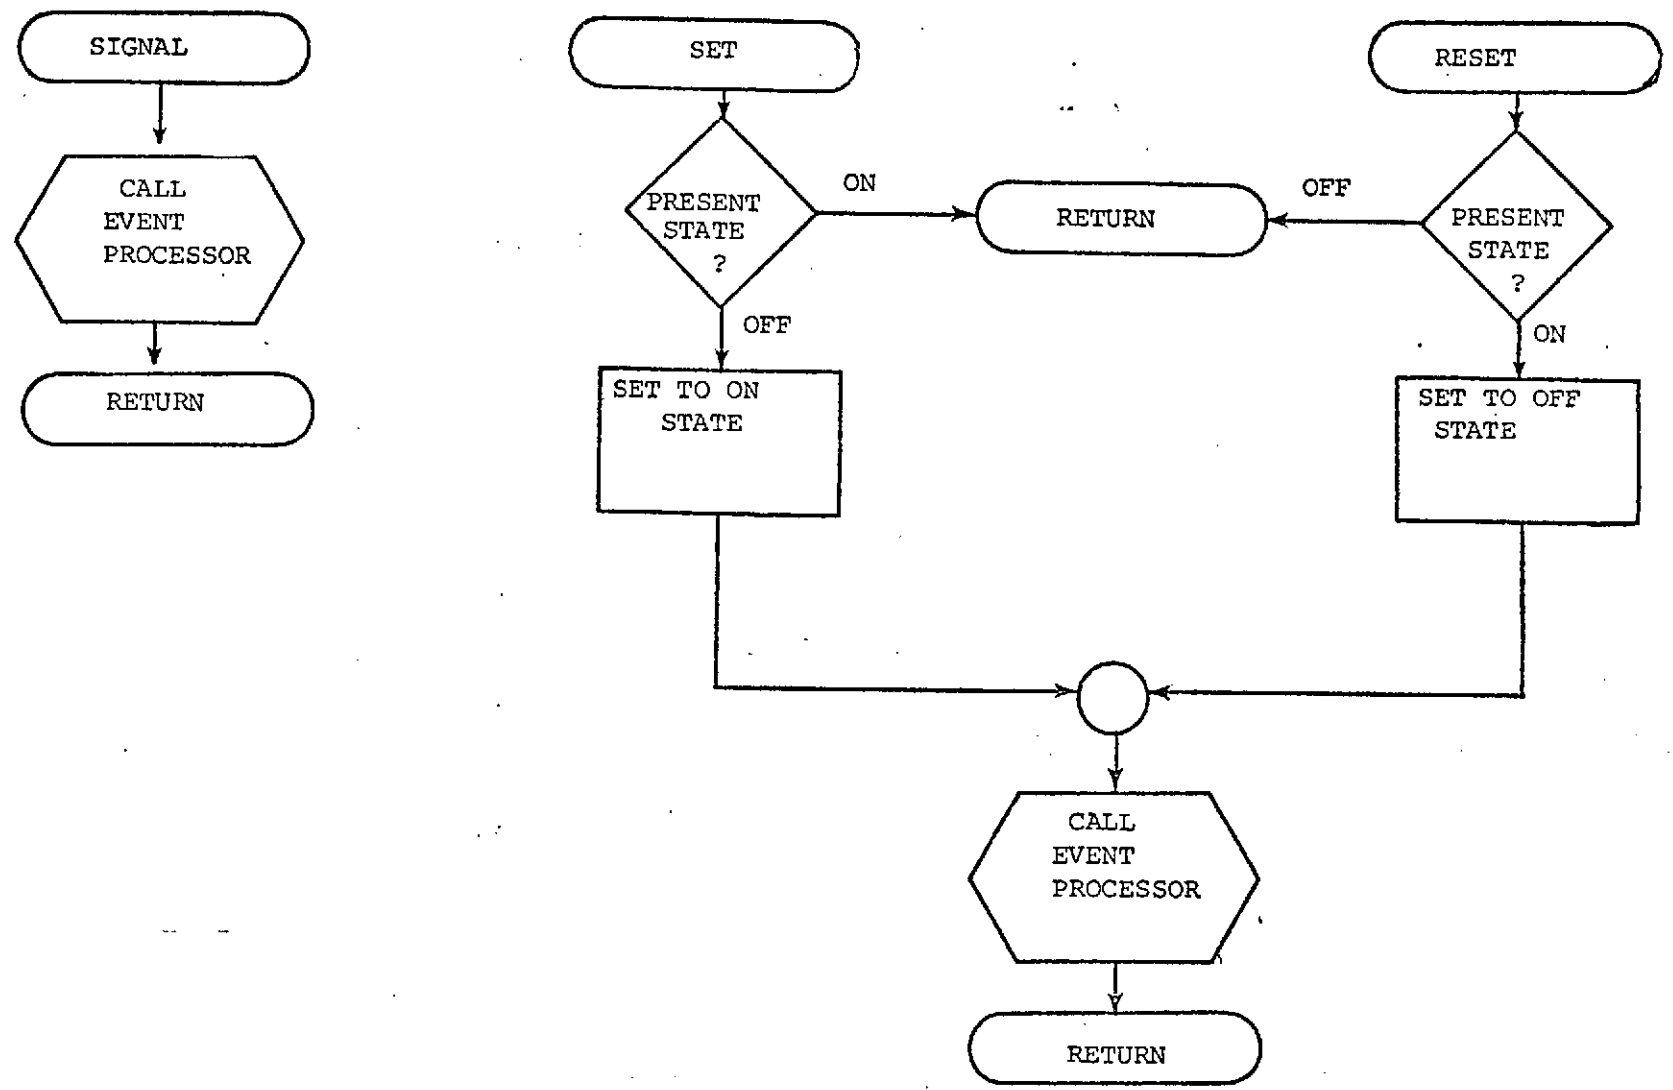 SIGNAL
CALL
EVENT
PROCESSOR
RETURN
SET
PRESENT
STATE
?
ON
OFF
SET TO ON
STATE
RETURN
RESET
PRESENT
STATE
?
OFF
ON
SET TO OFF
STATE
CALL
EVENT
PROCESSOR
RETURN